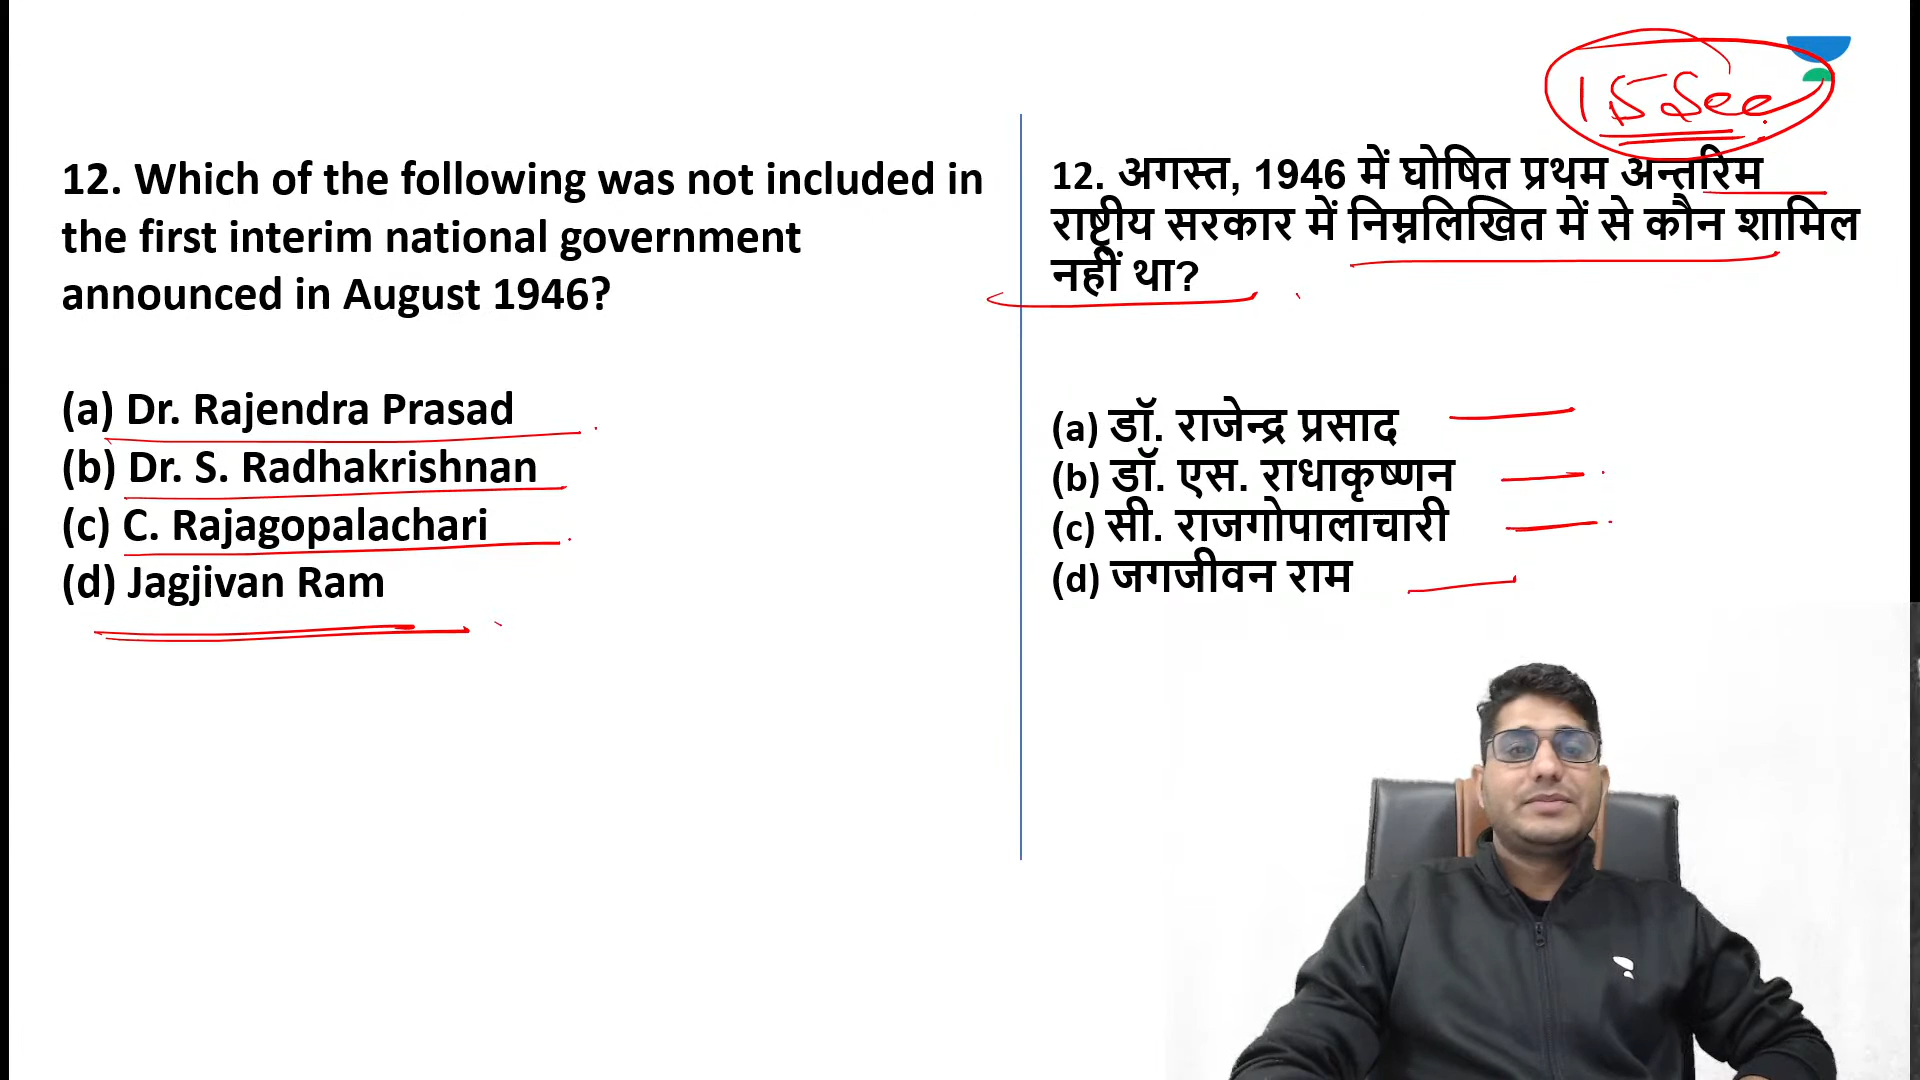 15 Sec
12. Which of the following was not included in
the first interim national government
announced in August 1946?
(a) Dr. Rajendra Prasad
(b) Dr. S. Radhakrishnan
(c) C. Rajagopalachari
(d) Jagjivan Ram
12. अगस्त, 1946 में घोषित प्रथम अन्तरिम
राष्ट्रीय सरकार में निम्नलिखित में से कौन शामिल
नहीं था?
(a) डॉ. राजेन्द्र प्रसाद
(b) डॉ. एस. राधाकृष्णन
(c) सी. राजगोपालाचारी
(d) जगजीवन राम